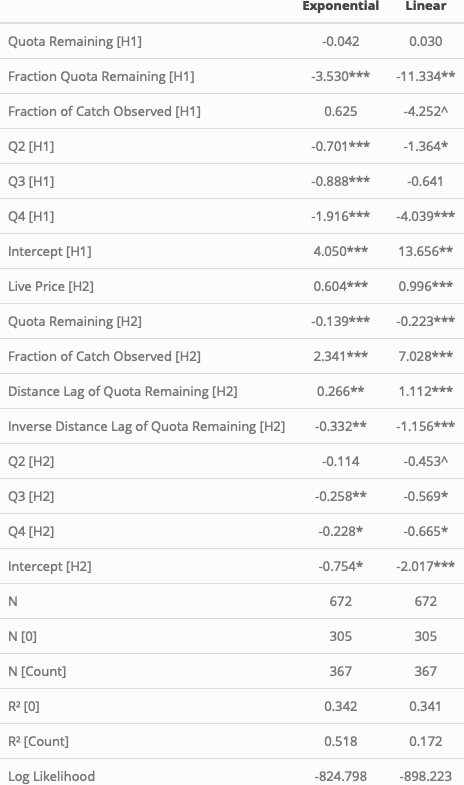 Exponential Linear
Quota Remaining [H1] -0.042 0.030
Fraction Quota Remaining [H1] -3.530*** -11.334**
Fraction of Catch Observed [H1] 0.625 -4.252^
Q2 [H1] -0.701*** -1.364*
Q3 [H1] -0.888*** -0.641
Q4 [H1] -1.916*** -4.039***
Intercept [H1] 4.050*** 13.656**
Live Price [H2] 0.604*** 0.996***
Quota Remaining [H2] -0.139*** -0.223***
Fraction of Catch Observed [H2] 2.341*** 7.028***
Distance Lag of Quota Remaining [H2] 0.266** 1.112***
Inverse Distance Lag of Quota Remaining [H2] -0.332** -1.156***
Q2 [H2] -0.114 -0.453^
Q3 [H2] -0.258** -0.569*
Q4 [H2] -0.228* -0.665*
Intercept [H2] -0.754* -2.017***
N 672 672
N [0] 305 305
N [Count] 367 367
R² [0] 0.342 0.341
R² [Count] 0.518 0.172
Log Likelihood -824.798 -898.223